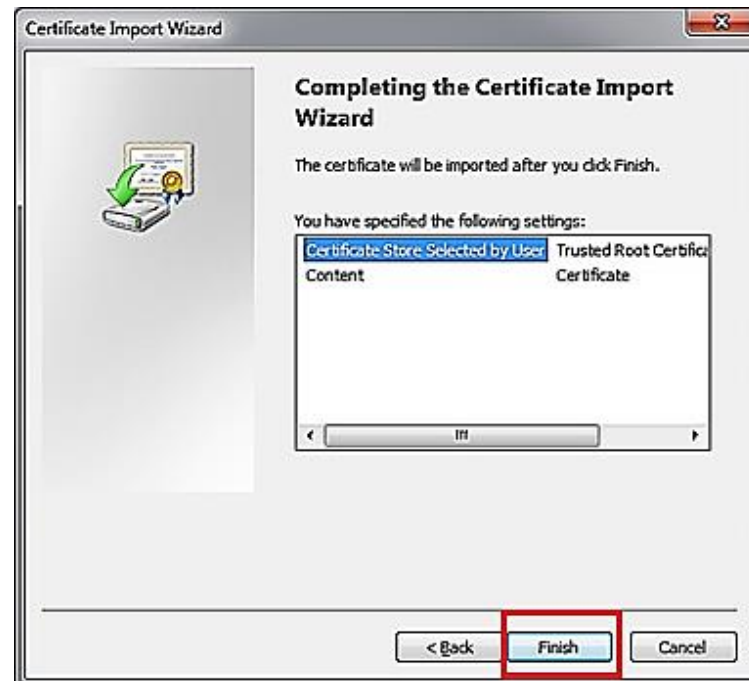 Certificate Import Wizard
Completing the Certificate Import
Wizard
The certificate will be imported after you click Finish.
You have specified the following settings:
Certificate Store Selected by User Trusted Root Certifica
Content Certificate
< Back Finish Cancel